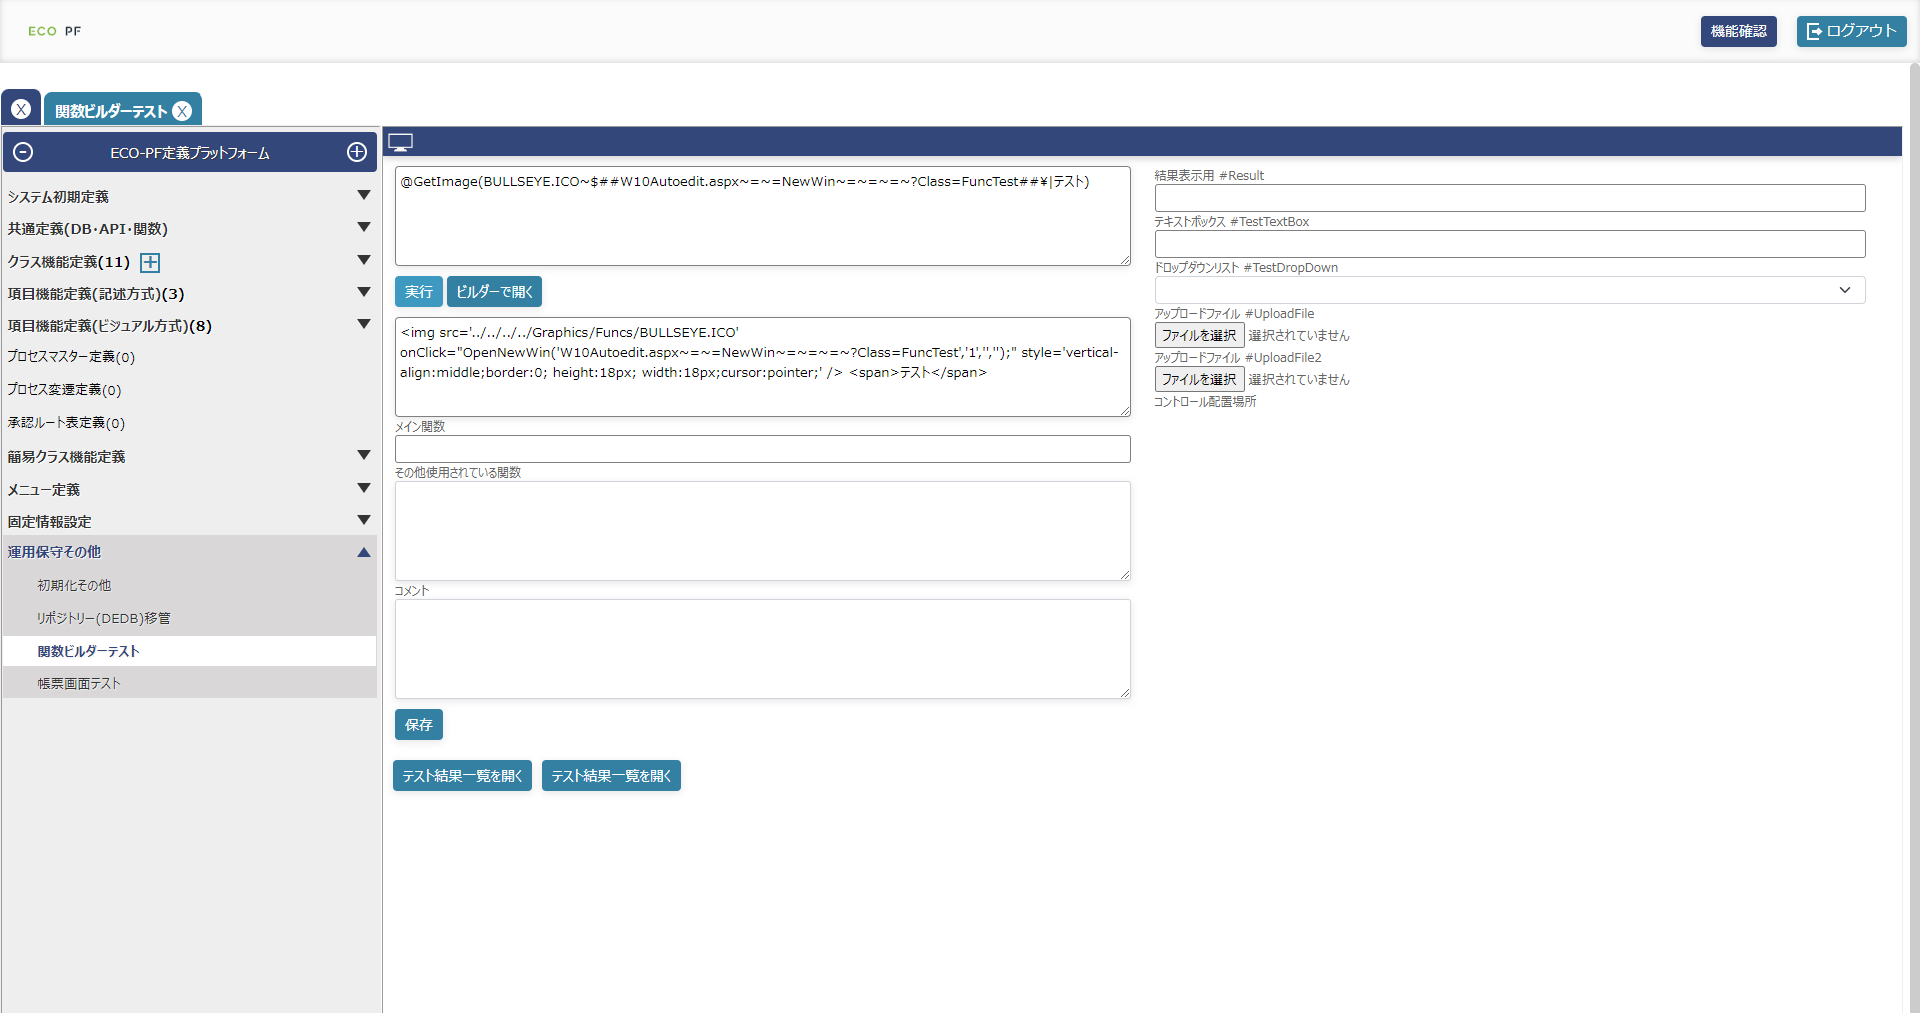 ECO PF
機能確認
ログアウト
X
関数ビルダーテスト X
ECO-PF定義プラットフォーム
システム初期定義
共通定義(DB・API・関数)
クラス機能定義(11)
項目機能定義(記述方式)(3)
項目機能定義(ビジュアル方式)(8)
プロセスマスター定義(0)
プロセス変遷定義(0)
承認ルート表定義(0)
簡易クラス機能定義
メニュー定義
固定情報設定
運用保守その他
初期化その他
リポジトリー(DEDB)移管
関数ビルダーテスト
帳票画面テスト
@GetImage(BULLSEYE.ICO~$##W10Autoedit.aspx~=~=NewWin~=~=~=~?Class=FuncTest##¥|テスト)
実行
ビルダーで開く
<img src='../../../../Graphics/Funcs/BULLSEYE.ICO'
onClick="OpenNewWin('W10Autoedit.aspx~=~=NewWin~=~=~=~?Class=FuncTest','1','','');" style='vertical-
align:middle;border:0; height:18px; width:18px;cursor:pointer;' /> <span>テスト</span>
メイン関数
その他使用されている関数
コメント
保存
テスト結果一覧を開く
テスト結果一覧を開く
結果表示用 #Result
テキストボックス #TestTextBox
ドロップダウンリスト #TestDropDown
アップロードファイル #UploadFile
ファイルを選択 選択されていません
アップロードファイル #UploadFile2
ファイルを選択 選択されていません
コントロール配置場所